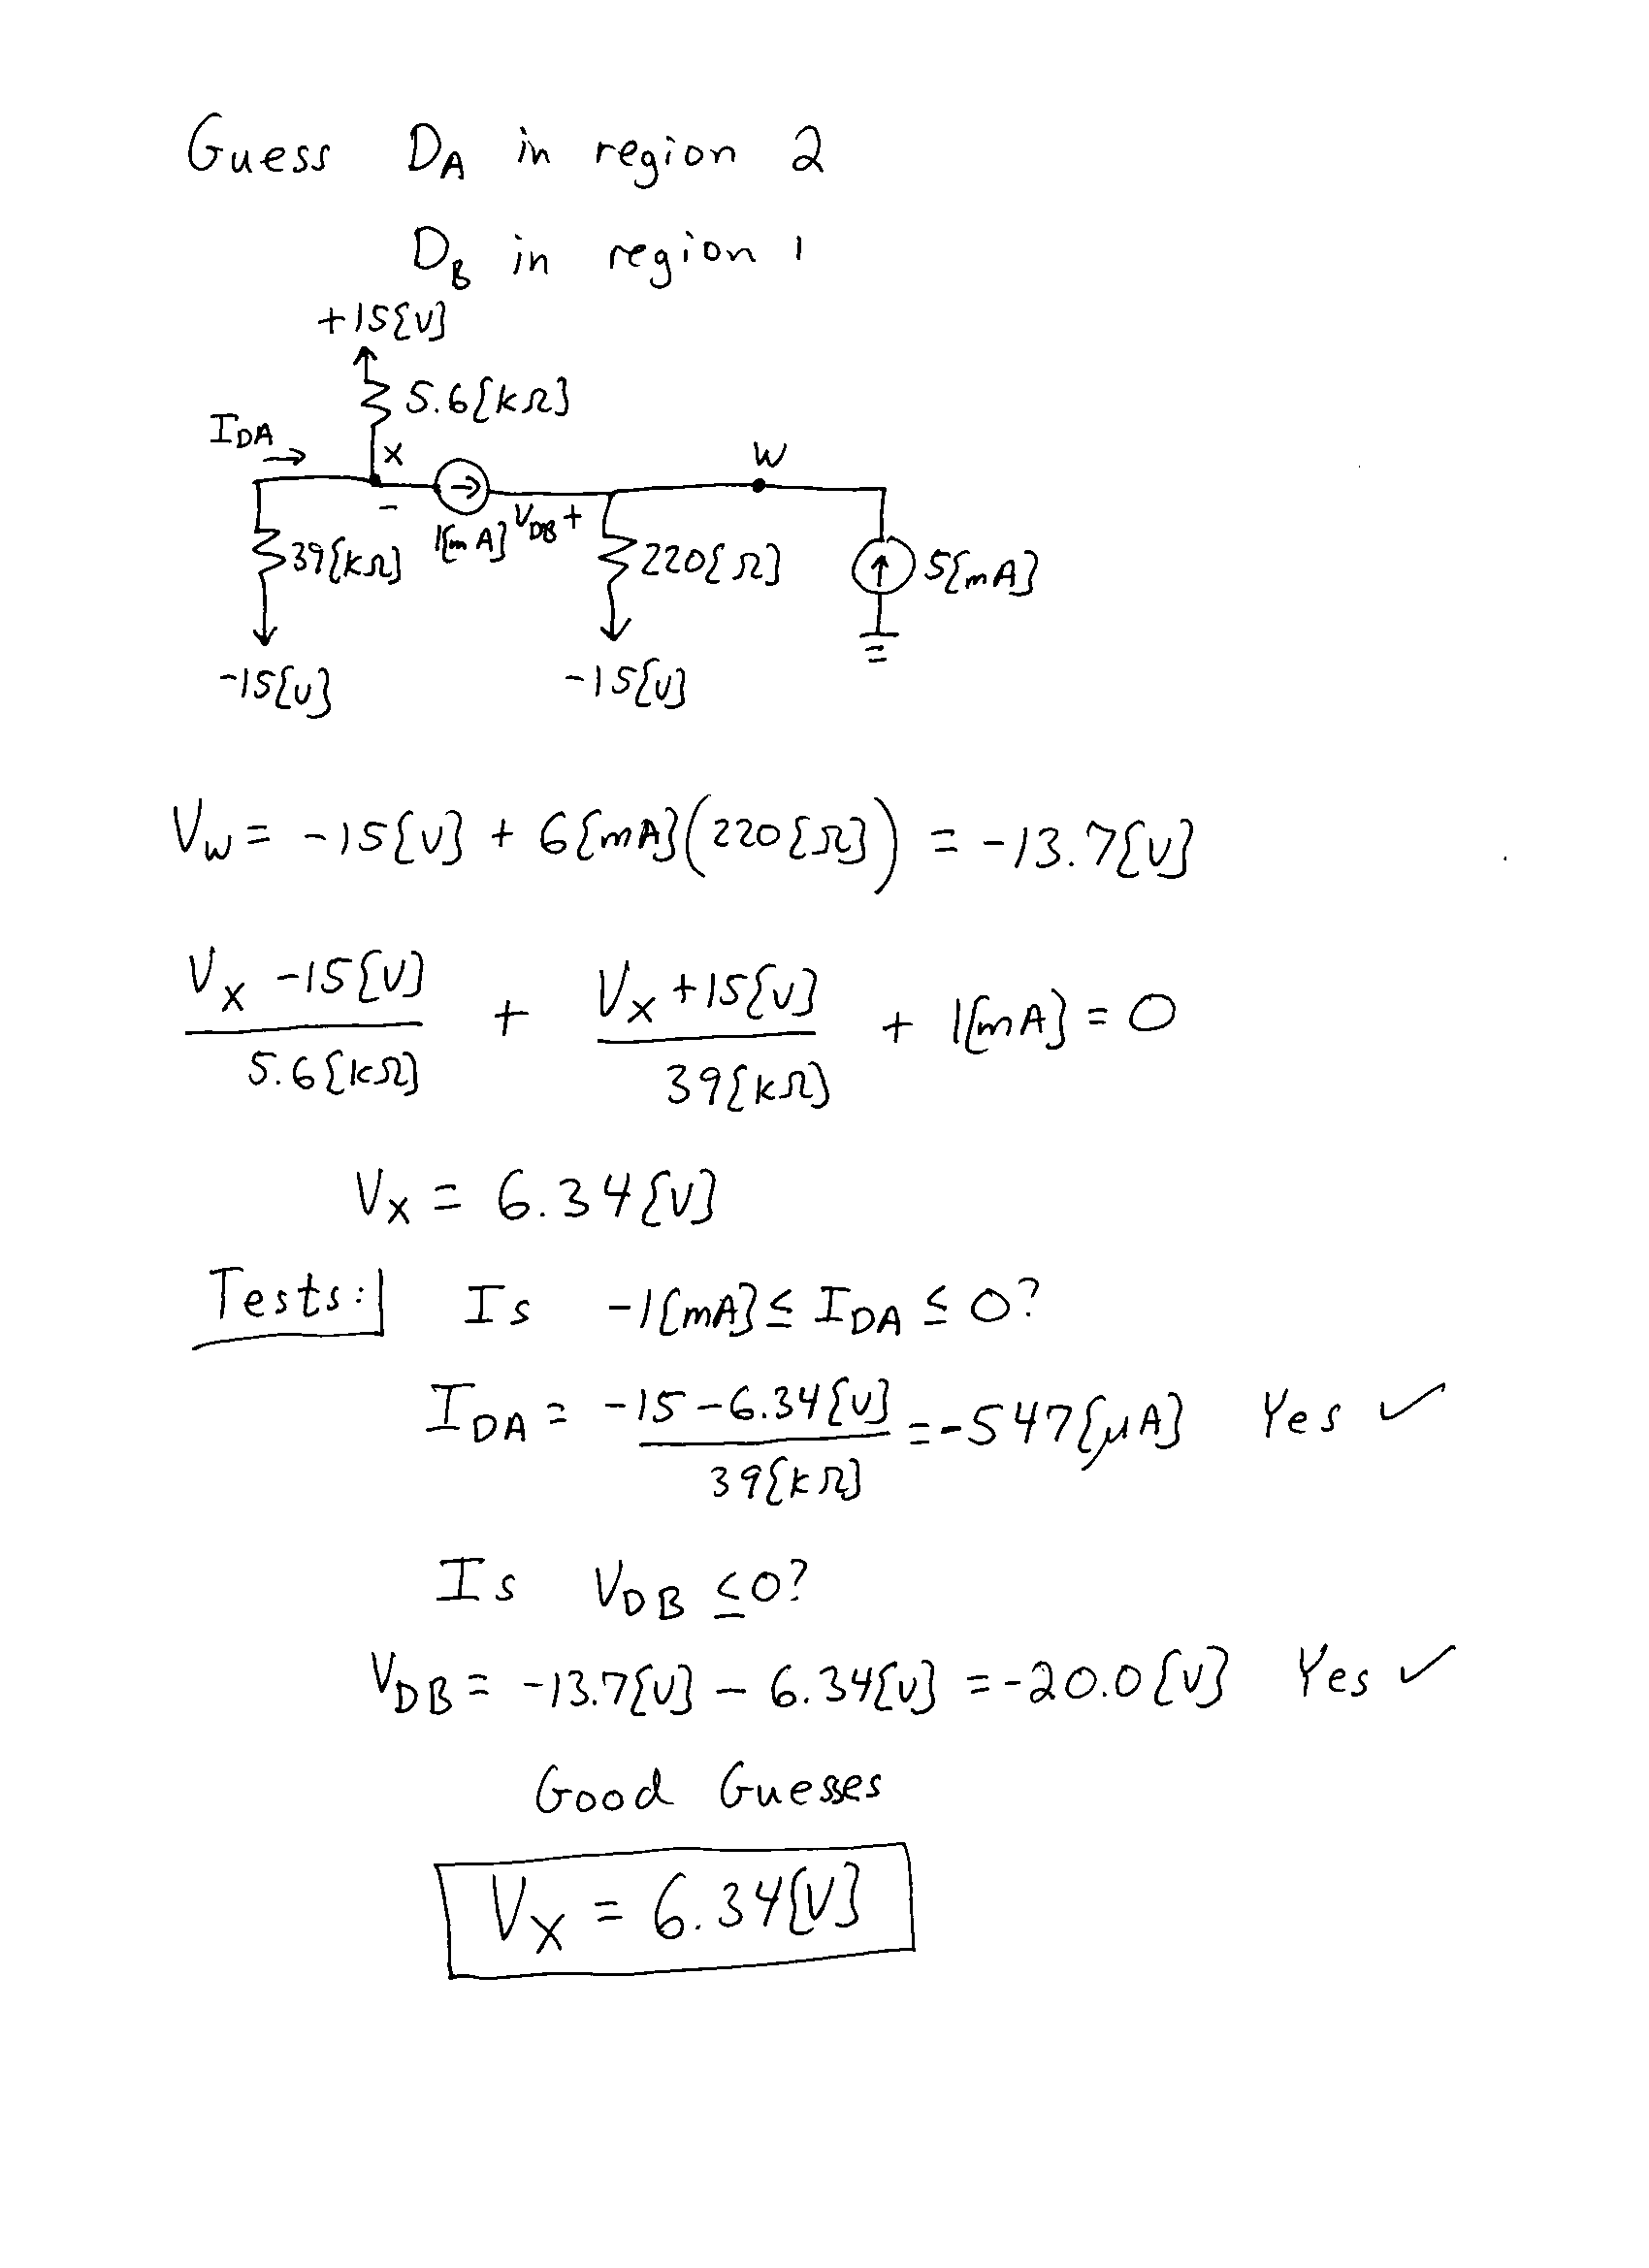 Guess D_A in region 2
D_B in region 1
+15[V]
5.6[kΩ]
I_DA →
x
W
-
1[mA]
V_DB +
39[kΩ]
220[Ω]
5[mA]
-15[V]
-15[V]
V_W = -15[V] + 6[mA](220[Ω]) = -13.7[V]
(V_X -15[V])/(5.6[kΩ]) + (V_X +15[V])/(39[kΩ]) + 1[mA] = 0
V_X = 6.34[V]
Tests: Is -1[mA] ≤ I_DA ≤ 0?
I_DA = (-15 -6.34[V])/(39[kΩ]) = -547[μA] Yes ✓
Is V_DB ≤ 0?
V_DB = -13.7[V] - 6.34[V] = -20.0[V] Yes ✓
Good Guesses
V_X = 6.34[V]